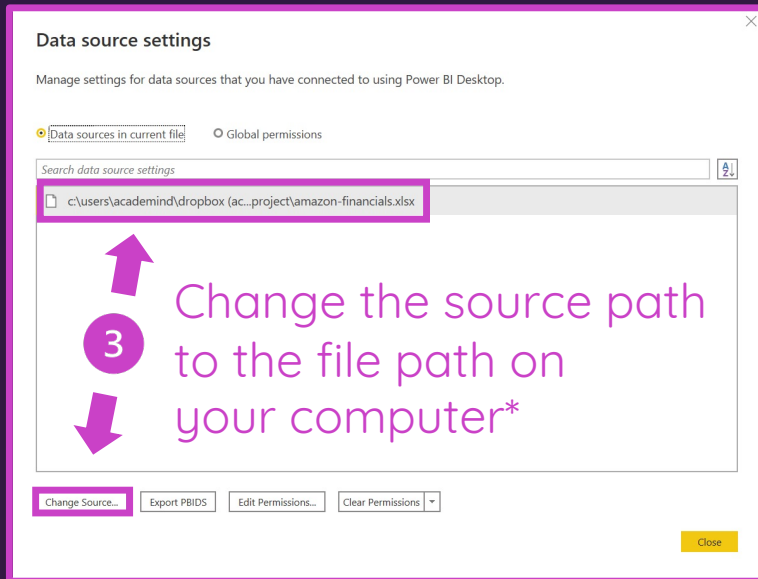 Data source settings
Manage settings for data sources that you have connected to using Power BI Desktop.
Data sources in current file Global permissions
Search data source settings
A Z
c:\users\academind\dropbox (ac...project\amazon-financials.xlsx
3
Change the source path
to the file path on
your computer*
Change Source... Export PBIDS Edit Permissions... Clear Permissions
Close